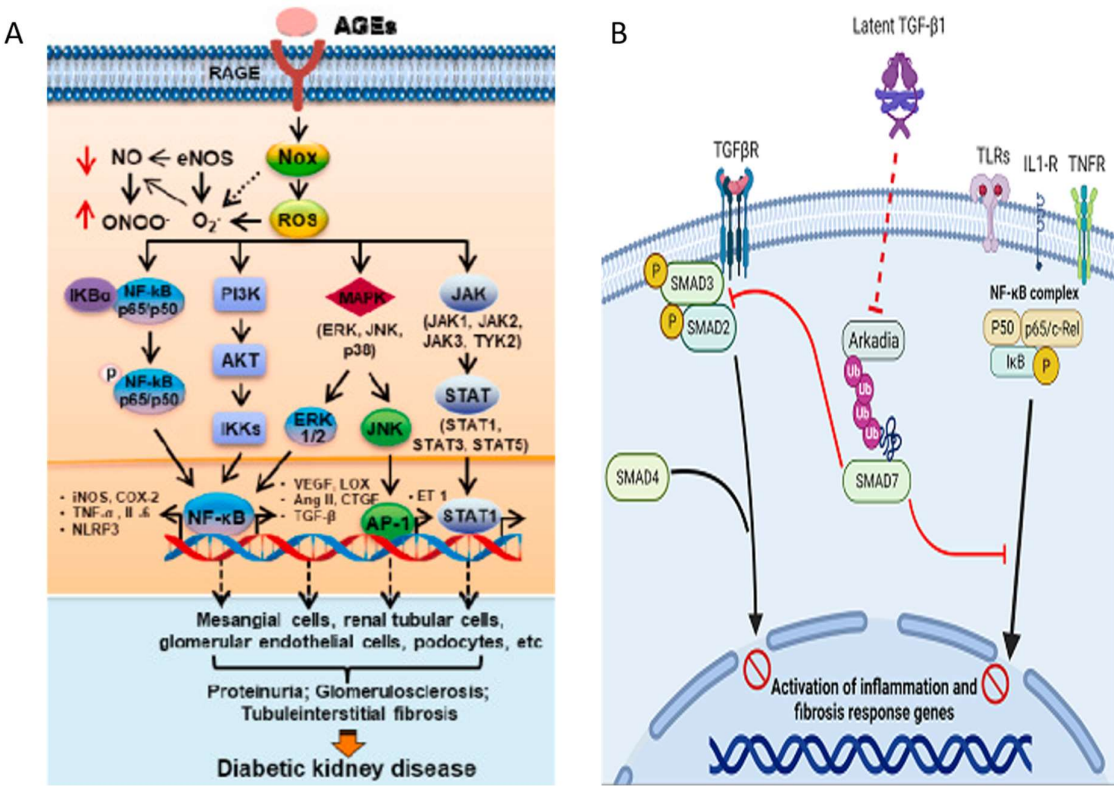 A
AGEs
RAGE
Nox
NO
eNOS
ONCO-
O2-
ROS
IKBα
NF-kB
p65/p50
PI3K
MAPK
(ERK, JNK,
p38)
JAK
(JAK1, JAK2,
JAK3, TYK2)
P
NF-kB
p65/p50
AKT
IKKs
ERK
1/2
JNK
STAT
(STAT1,
STAT3, STAT5)
• iNOS, COX-2
• TNF-α, IL-6
• NLRP3
NF-κB
• VEGF, LOX
• Ang II, CTGF
• TGF-β
• ET 1
AP-1
STAT1
Mesangial cells, renal tubular cells,
glomerular endothelial cells, podocytes, etc
Proteinuria; Glomerulosclerosis;
Tubuleinterstitial fibrosis
Diabetic kidney disease
B
Latent TGF-β1
TGFβR
TLRs
IL1-R
TNFR
P
SMAD3
P
SMAD2
Arkadia
Ub
Ub
Ub
Ub
SMAD7
SMAD4
NF-κB complex
P50
p65/c-Rel
IκB
P
Activation of inflammation and
fibrosis response genes